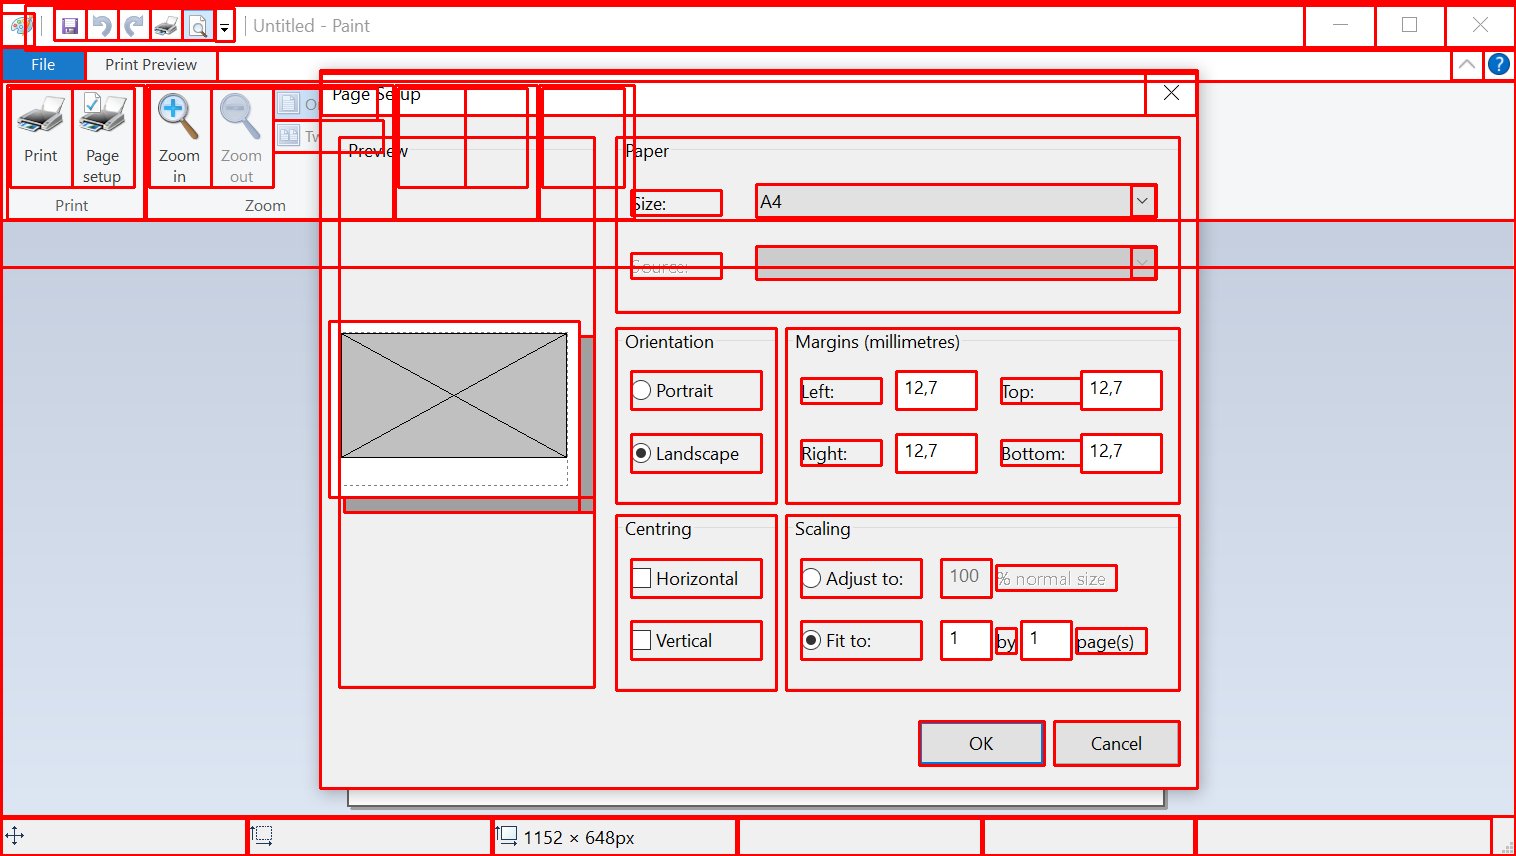 Untitled - Paint
File
Print Preview
Print
Page setup
Zoom in
Zoom out
Print
Zoom
Page Setup
Preview
Paper
Size:
A4
Source:
Orientation
Portrait
Landscape
Margins (millimetres)
Left:
12,7
Top:
12,7
Right:
12,7
Bottom:
12,7
Centring
Horizontal
Vertical
Scaling
Adjust to:
100
% normal size
Fit to:
1
by
1
page(s)
OK
Cancel
1152 × 648px